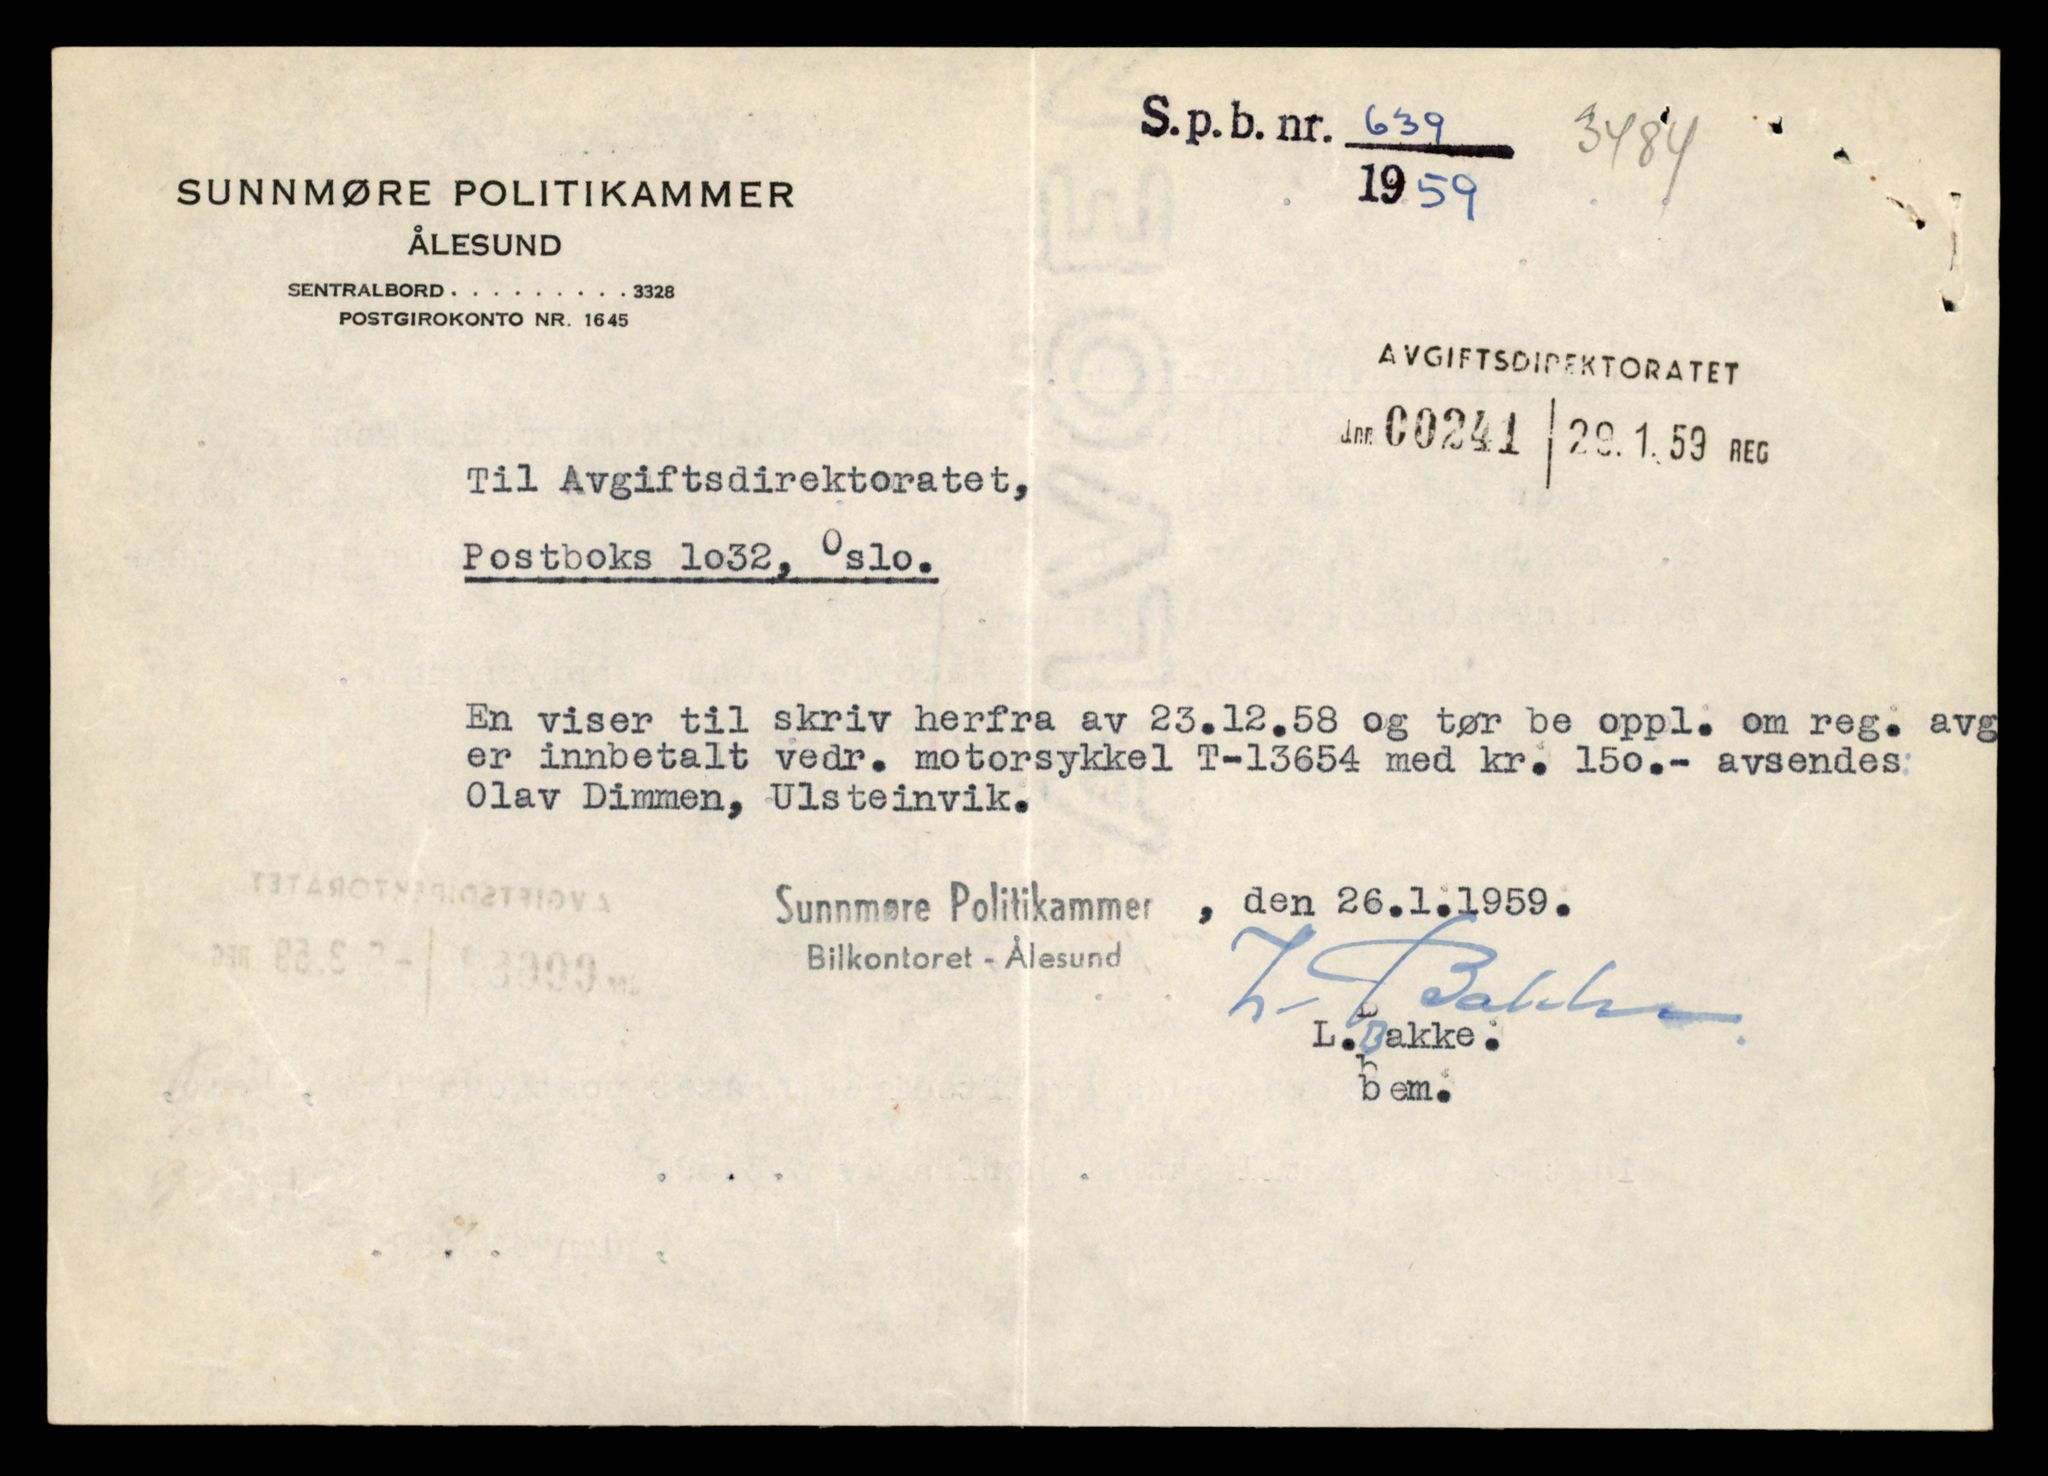 S.p.b. nr. 639
1959
3484
SUNNMØRE POLITIKAMMER
ÅLESUND
SENTRALBORD . . . . . . . . . 3328
POSTGIROKONTO NR. 1645
AVGIFTSDIREKTORATET
Jnr. 00241 | 29. 1. 59 REG
Til Avgiftsdirektoratet,
Postboks 1o32, Oslo.
En viser til skriv herfra av 23.12.58 og tør be oppl. om reg. avg
er innbetalt vedr. motorsykkel T-13654 med kr. 15o.- avsendes:
Olav Dimmen, Ulsteinvik.
Sunnmøre Politikammer , den 26.1.1959.
Bilkontoret - Ålesund
L. Bakke
L.Bakke.
bem.